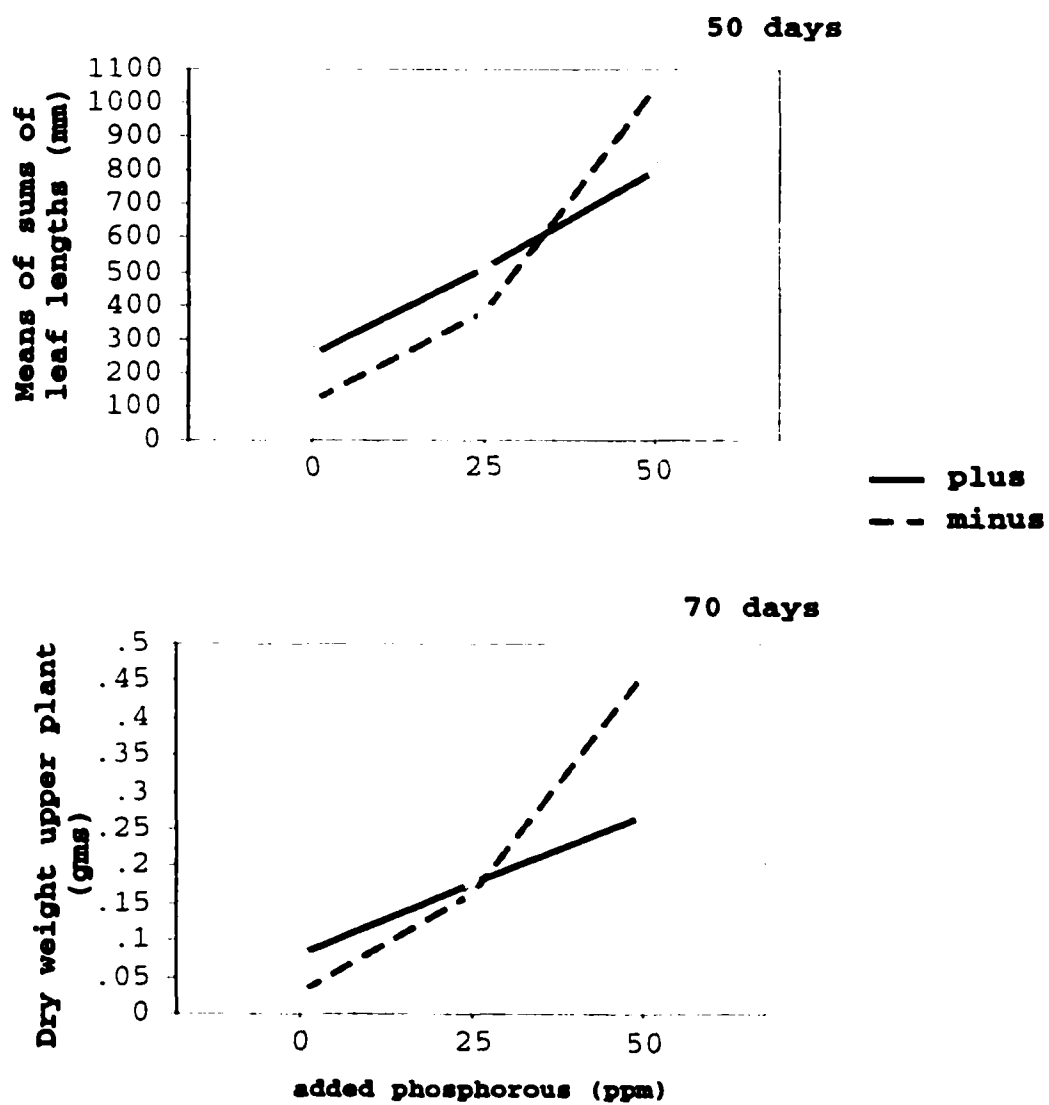 50 days
Means of sums of
leaf lengths (mm)
1100
1000
900
800
700
600
500
400
300
200
100
0
0 25 50
plus
minus
70 days
Dry weight upper plant
(gms)
.5
.45
.4
.35
.3
.25
.2
.15
.1
.05
0
0 25 50
added phosphorous (ppm)